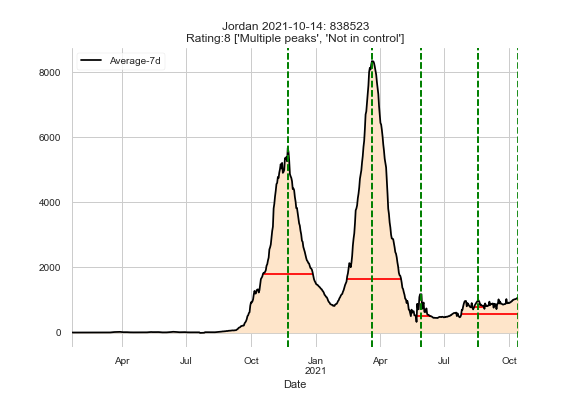 Jordan 2021-10-14: 838523
Rating:8 ['Multiple peaks', 'Not in control']
Average-7d
8000
6000
4000
2000
0
Apr Jul Oct Jan Apr Jul Oct
2021
Date